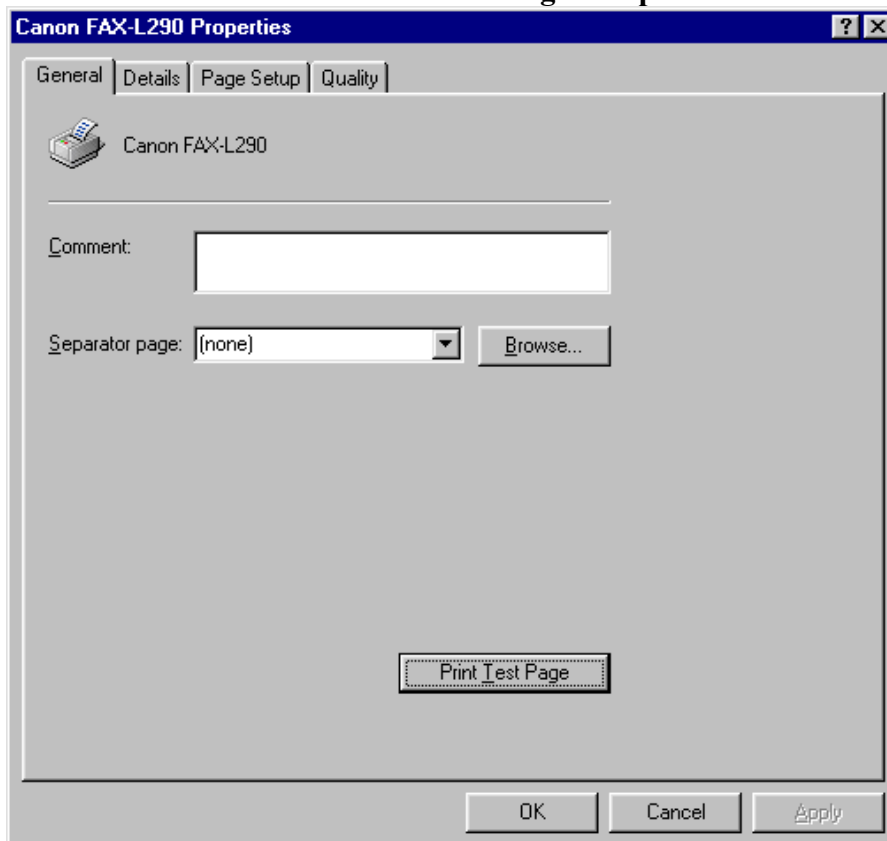 Canon FAX-L290 Properties
General Details Page Setup Quality
Canon FAX-L290
Comment:
Separator page: (none) Browse...
Print Test Page
OK Cancel Apply